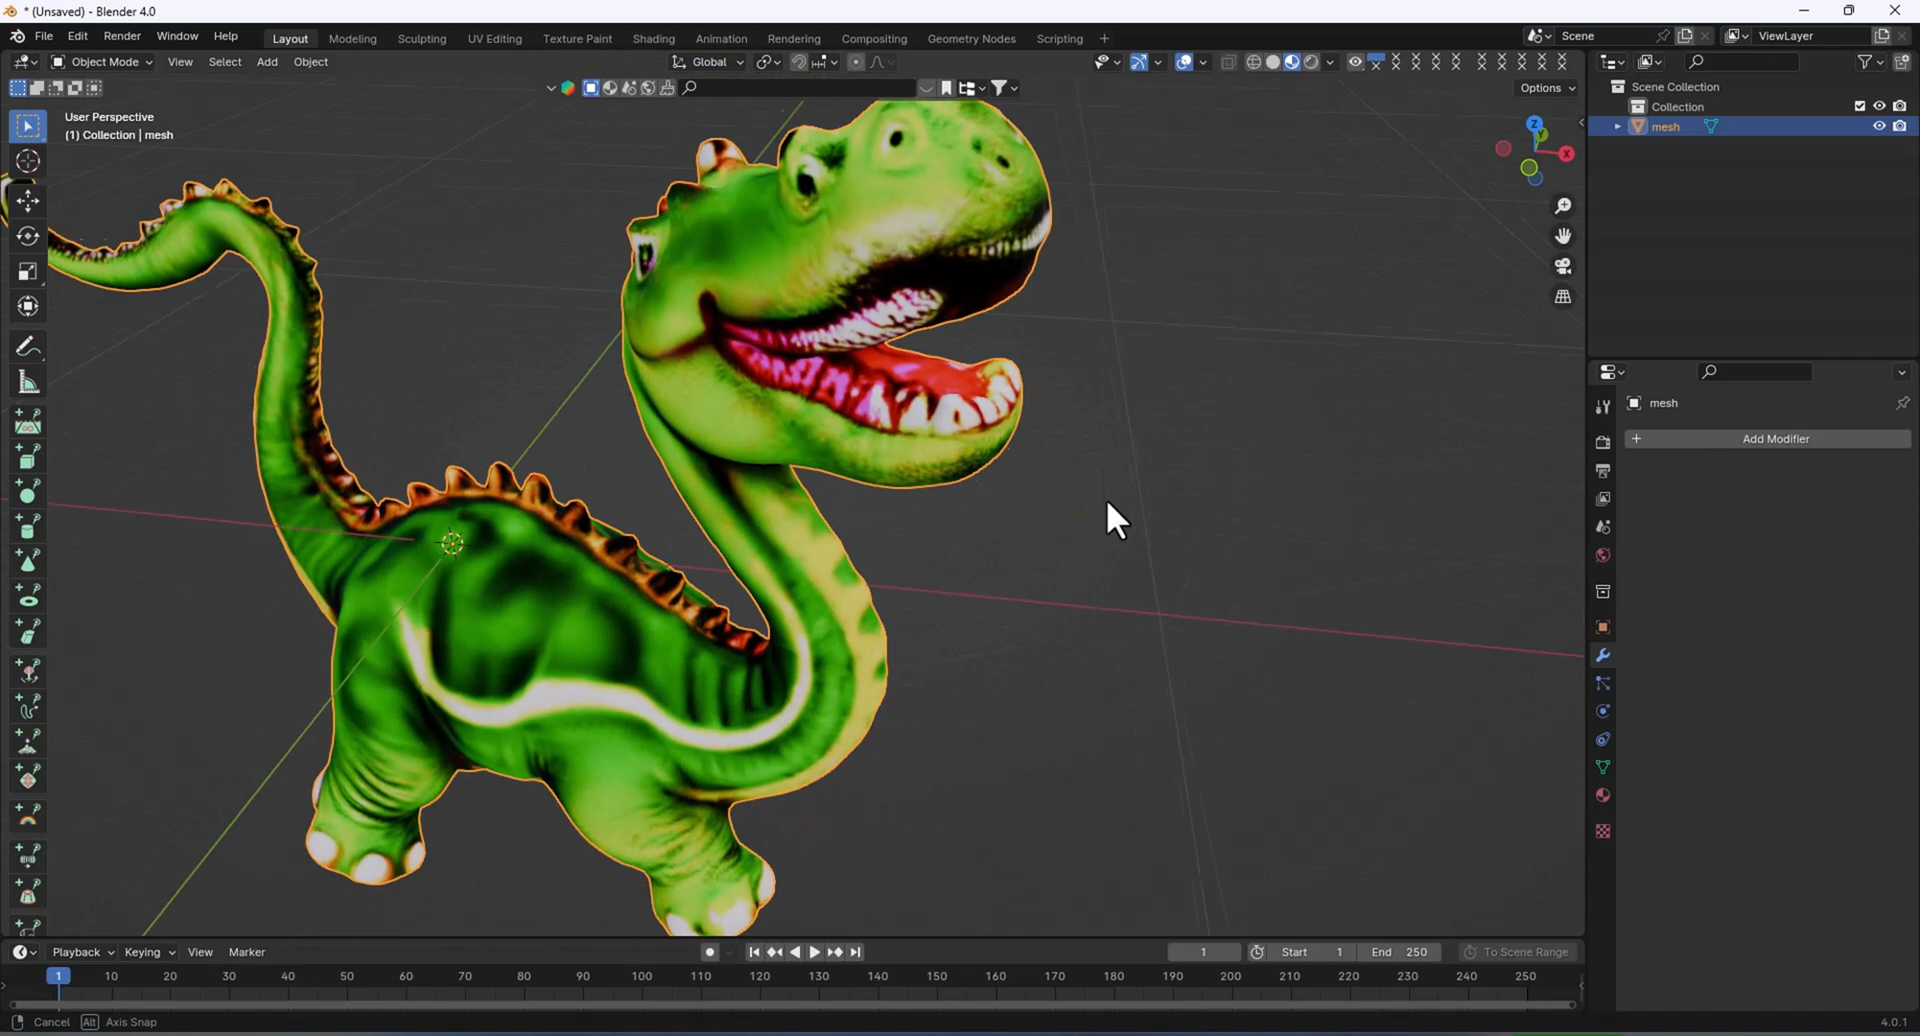 * (Unsaved) - Blender 4.0
File Edit Render Window Help Layout Modeling Sculpting UV Editing Texture Paint Shading Animation Rendering Compositing Geometry Nodes Scripting + Scene ViewLayer
Object Mode View Select Add Object Global
Options
User Perspective
(1) Collection | mesh
Z
Y
X
Scene Collection
Collection
mesh
mesh
+ Add Modifier
Playback Keying View Marker 1 Start 1 End 250 To Scene Range
1 10 20 30 40 50 60 70 80 90 100 110 120 130 140 150 160 170 180 190 200 210 220 230 240 250
Cancel Alt Axis Snap 4.0.1